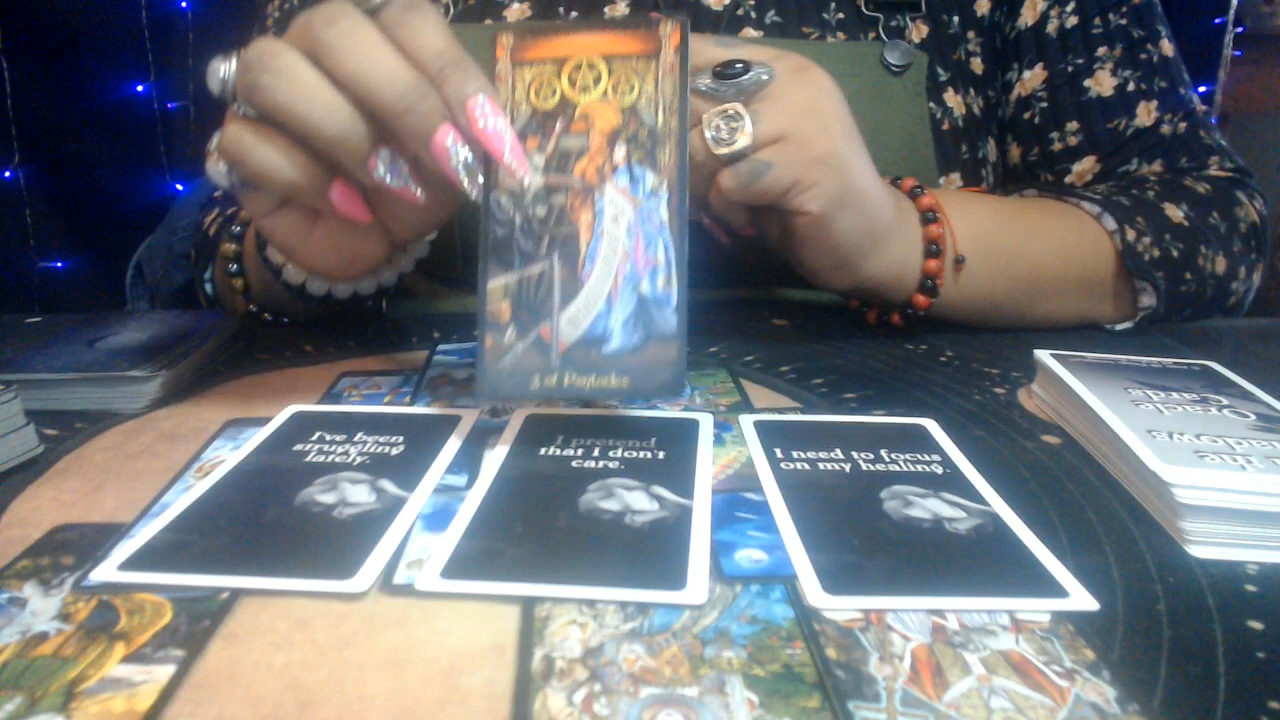 3 of Pentacles
I've been
struggling
lately.
I pretend
that I don't
care.
I need to focus
on my healing.
Oracle
Cards